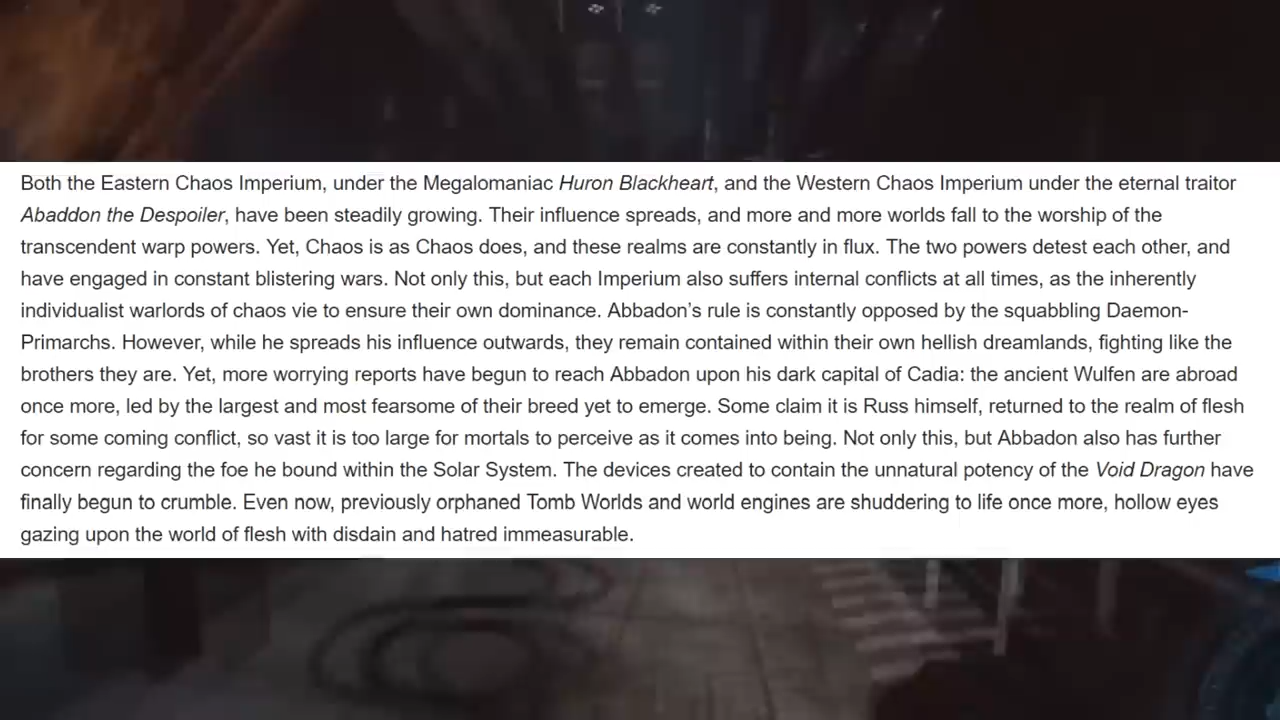 Both the Eastern Chaos Imperium, under the Megalomaniac Huron Blackheart, and the Western Chaos Imperium under the eternal traitor
Abaddon the Despoiler, have been steadily growing. Their influence spreads, and more and more worlds fall to the worship of the
transcendent warp powers. Yet, Chaos is as Chaos does, and these realms are constantly in flux. The two powers detest each other, and
have engaged in constant blistering wars. Not only this, but each Imperium also suffers internal conflicts at all times, as the inherently
individualist warlords of chaos vie to ensure their own dominance. Abbadon's rule is constantly opposed by the squabbling Daemon-
Primarchs. However, while he spreads his influence outwards, they remain contained within their own hellish dreamlands, fighting like the
brothers they are. Yet, more worrying reports have begun to reach Abbadon upon his dark capital of Cadia: the ancient Wulfen are abroad
once more, led by the largest and most fearsome of their breed yet to emerge. Some claim it is Russ himself, returned to the realm of flesh
for some coming conflict, so vast it is too large for mortals to perceive as it comes into being. Not only this, but Abbadon also has further
concern regarding the foe he bound within the Solar System. The devices created to contain the unnatural potency of the Void Dragon have
finally begun to crumble. Even now, previously orphaned Tomb Worlds and world engines are shuddering to life once more, hollow eyes
gazing upon the world of flesh with disdain and hatred immeasurable.